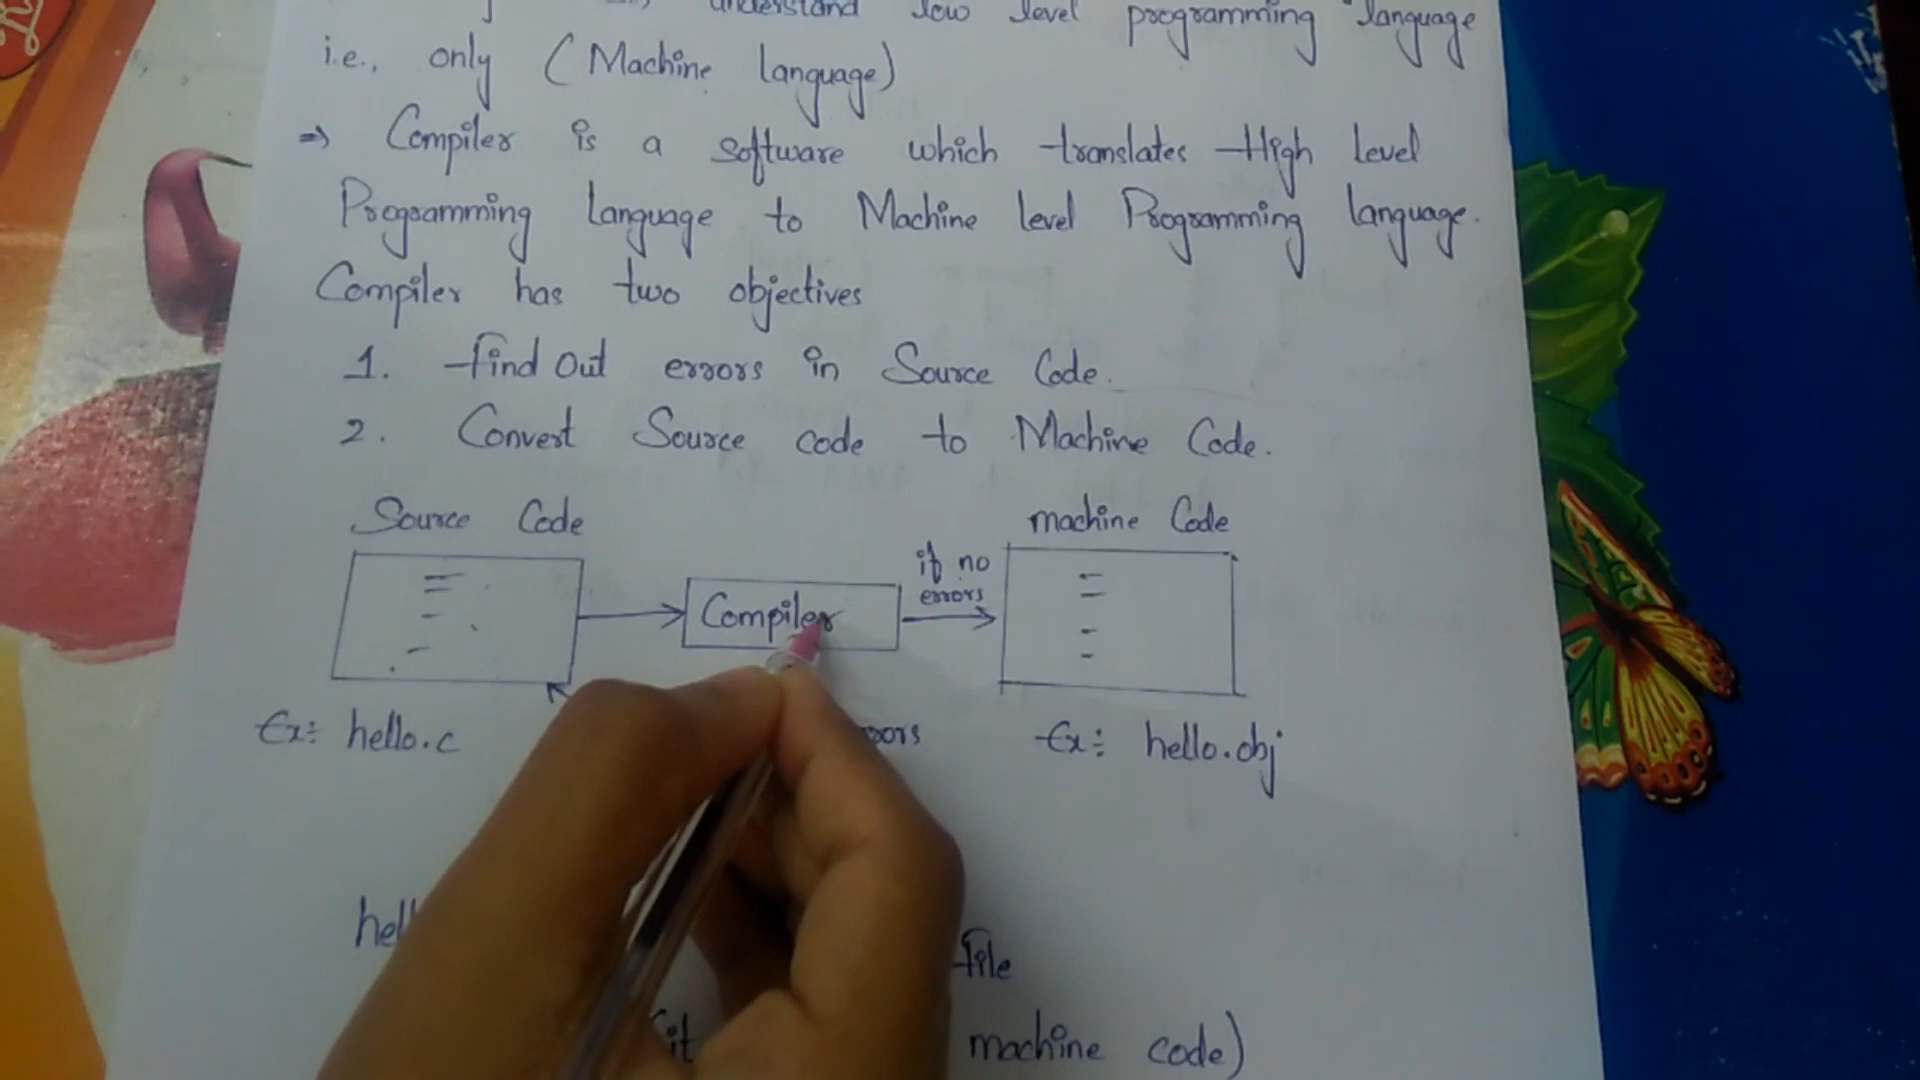 understand low level programming language
i.e., only (Machine language)
⇒ Compiler is a software which translates High level
Programming language to Machine level Programming language.
Compiler has two objectives
1. Find Out errors in Source Code.
2. Convert Source code to Machine Code.
Source Code
machine Code
if no
errors
Compiler
Ex: hello.c
Ex: hello.obj
file
(it machine code)